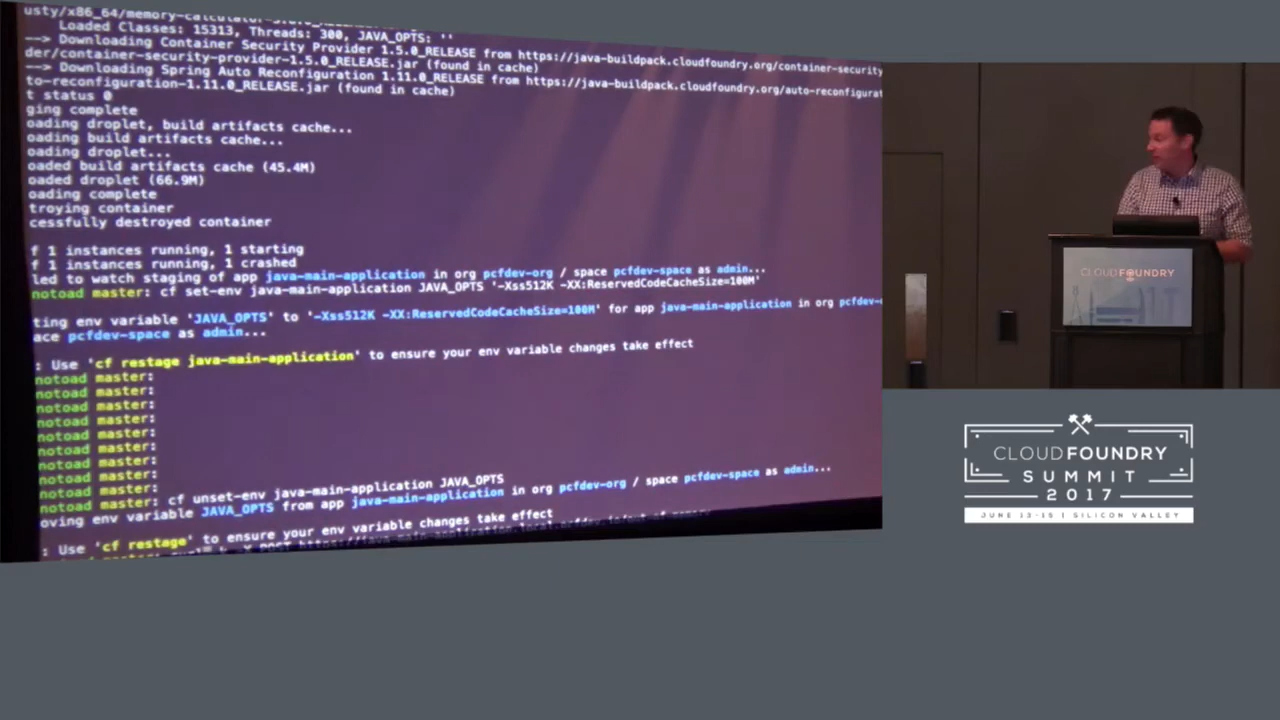 usty/x86_64/memory-calculator-
Loaded Classes: 15313, Threads: 300, JAVA_OPTS: ''
--> Downloading Container Security Provider 1.5.0_RELEASE from https://java-buildpack.cloudfoundry.org/container-security
der/container-security-provider-1.5.0_RELEASE.jar (found in cache)
--> Downloading Spring Auto Reconfiguration 1.11.0_RELEASE from https://java-buildpack.cloudfoundry.org/auto-reconfigurat
to-reconfiguration-1.11.0_RELEASE.jar (found in cache)
t status 0
ging complete
oading droplet, build artifacts cache...
oading build artifacts cache...
oading droplet...
oaded build artifacts cache (45.4M)
oaded droplet (66.9M)
oading complete
troying container
cessfully destroyed container
f 1 instances running, 1 starting
f 1 instances running, 1 crashed
led to watch staging of app java-main-application in org pcfdev-org / space pcfdev-space as admin...
notoad master: cf set-env java-main-application JAVA_OPTS '-Xss512K -XX:ReservedCodeCacheSize=100M'
ting env variable 'JAVA_OPTS' to '-Xss512K -XX:ReservedCodeCacheSize=100M' for app java-main-application in org pcfdev-o
ace pcfdev-space as admin...
: Use 'cf restage java-main-application' to ensure your env variable changes take effect
notoad master:
notoad master:
notoad master:
notoad master:
notoad master:
notoad master:
notoad master:
notoad master:
notoad master:
notoad master: cf unset-env java-main-application JAVA_OPTS
oving env variable JAVA_OPTS from app java-main-application in org pcfdev-org / space pcfdev-space as admin...
: Use 'cf restage' to ensure your env variable changes take effect
CLOUDFOUNDRY
CLOUDFOUNDRY
SUMMIT
2017
JUNE 13-15 | SILICON VALLEY